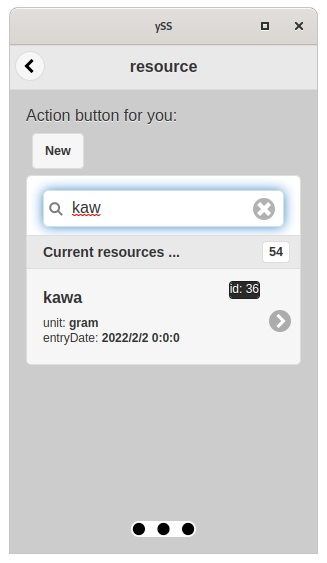 ySS
resource
Action button for you:
New
kaw
Current resources ... 54
kawa
id: 36
unit: gram
entryDate: 2022/2/2 0:0:0